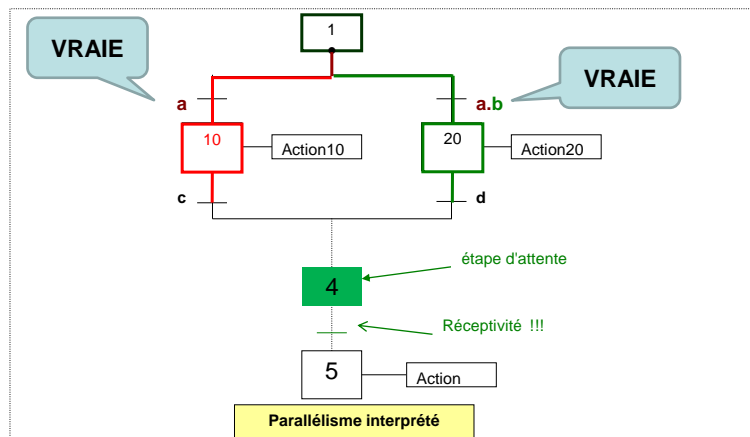 1
VRAIE
VRAIE
a
a.b
10
Action10
20
Action20
c
d
étape d'attente
4
Réceptivité !!!
5
Action
Parallélisme interprété